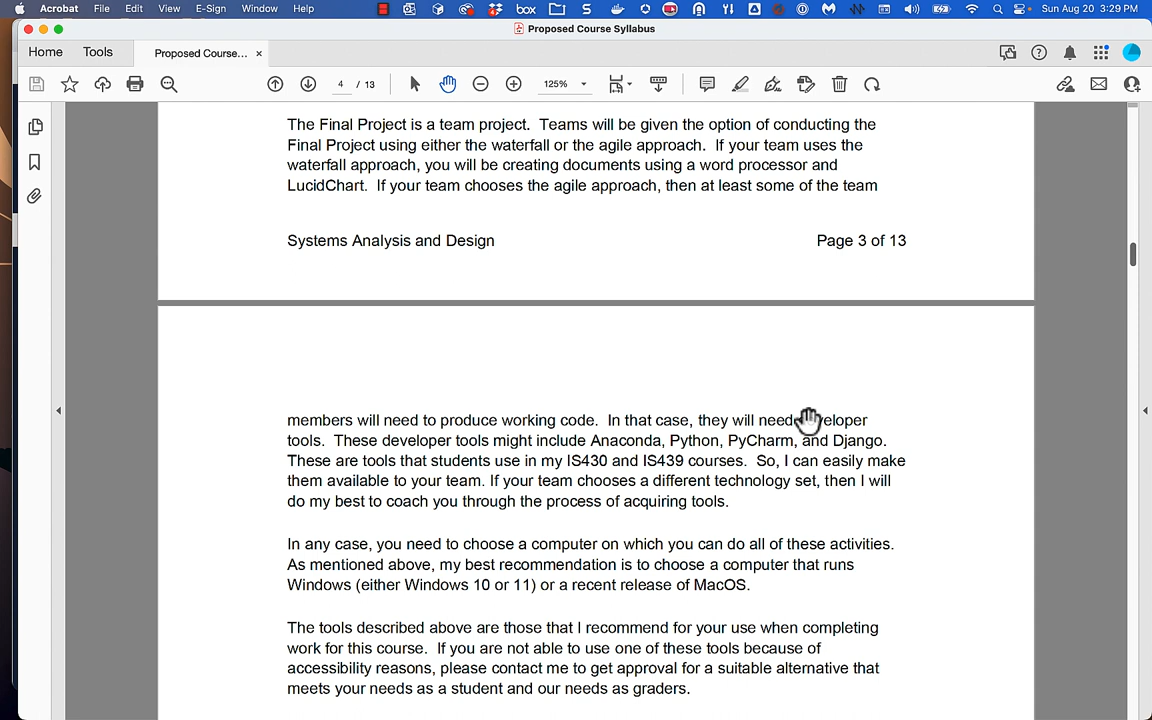 Acrobat File Edit View E-Sign Window Help box S Sun Aug 20 3:29 PM
Proposed Course Syllabus
Home Tools Proposed Course... ×
4 / 13 125%
The Final Project is a team project. Teams will be given the option of conducting the
Final Project using either the waterfall or the agile approach. If your team uses the
waterfall approach, you will be creating documents using a word processor and
LucidChart. If your team chooses the agile approach, then at least some of the team
Systems Analysis and Design Page 3 of 13
members will need to produce working code. In that case, they will need developer
tools. These developer tools might include Anaconda, Python, PyCharm, and Django.
These are tools that students use in my IS430 and IS439 courses. So, I can easily make
them available to your team. If your team chooses a different technology set, then I will
do my best to coach you through the process of acquiring tools.
In any case, you need to choose a computer on which you can do all of these activities.
As mentioned above, my best recommendation is to choose a computer that runs
Windows (either Windows 10 or 11) or a recent release of MacOS.
The tools described above are those that I recommend for your use when completing
work for this course. If you are not able to use one of these tools because of
accessibility reasons, please contact me to get approval for a suitable alternative that
meets your needs as a student and our needs as graders.